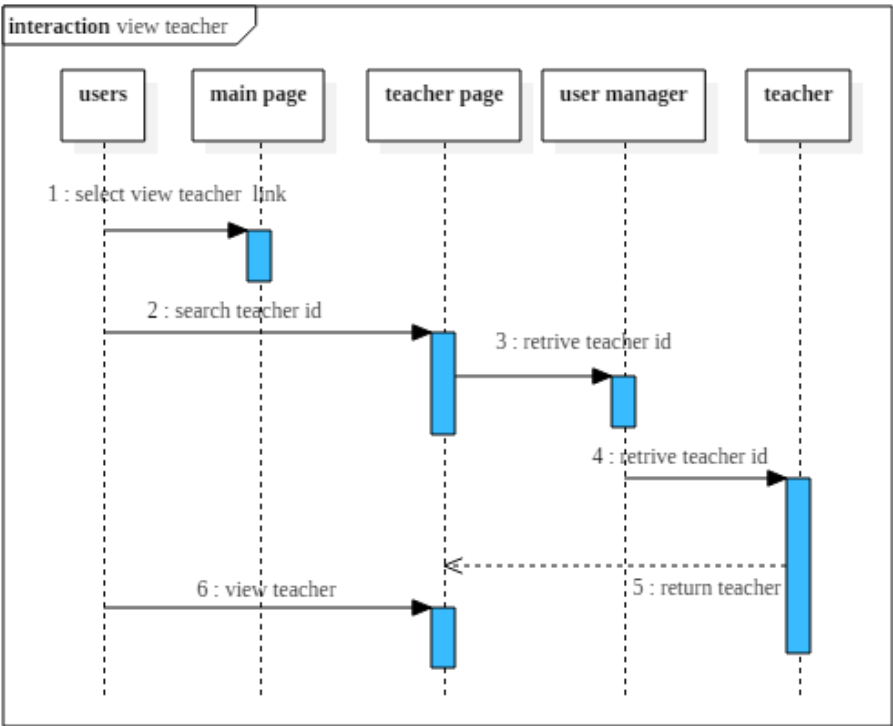 interaction view teacher
users
main page
teacher page
user manager
teacher
1 : select view teacher link
2 : search teacher id
3 : retrive teacher id
4 : retrive teacher id
5 : return teacher
6 : view teacher